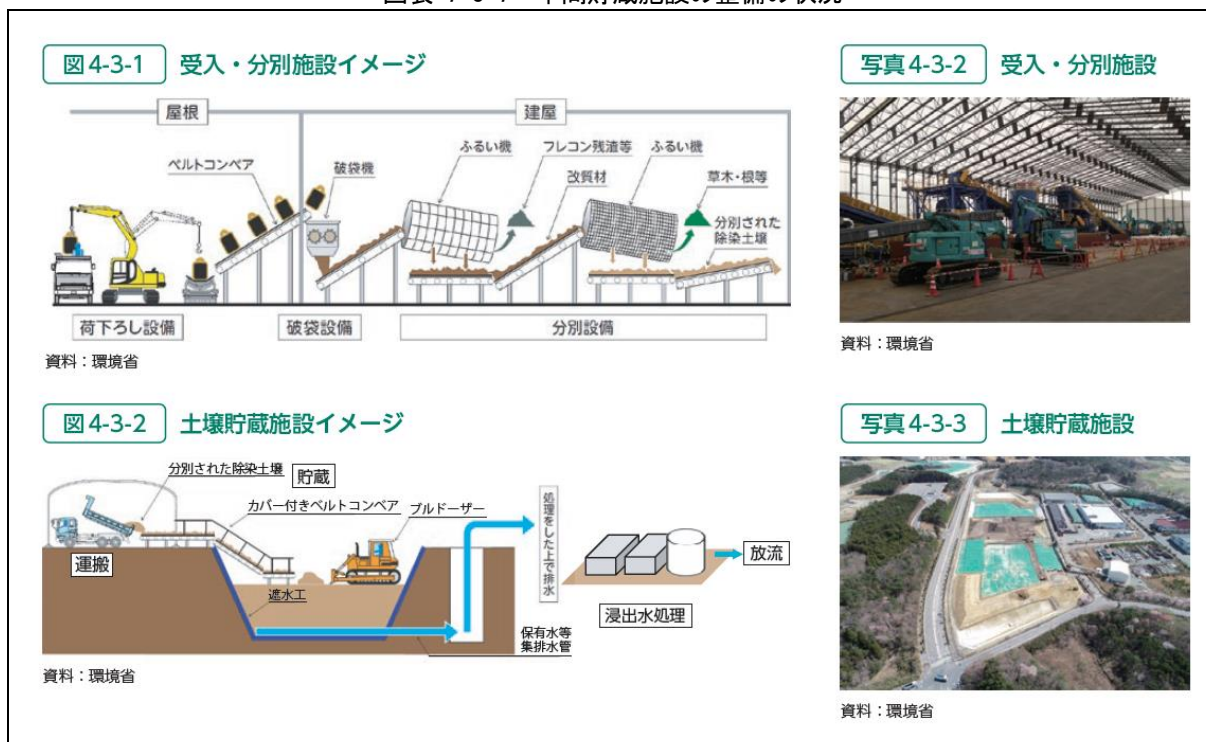 図4-3-1 受入・分別施設イメージ
屋根
建屋
ベルトコンベア
破袋機
ふるい機
フレコン残渣等
改質材
ふるい機
草木・根等
分別された
除染土壌
荷下ろし設備
破袋設備
分別設備
資料:環境省
写真4-3-2 受入・分別施設
資料:環境省
図4-3-2 土壌貯蔵施設イメージ
分別された除染土壌
貯蔵
カバー付きベルトコンベア
ブルドーザー
運搬
遮水工
保有水等
集排水管
処理をした上で排水
浸出水処理
放流
資料:環境省
写真4-3-3 土壌貯蔵施設
資料:環境省